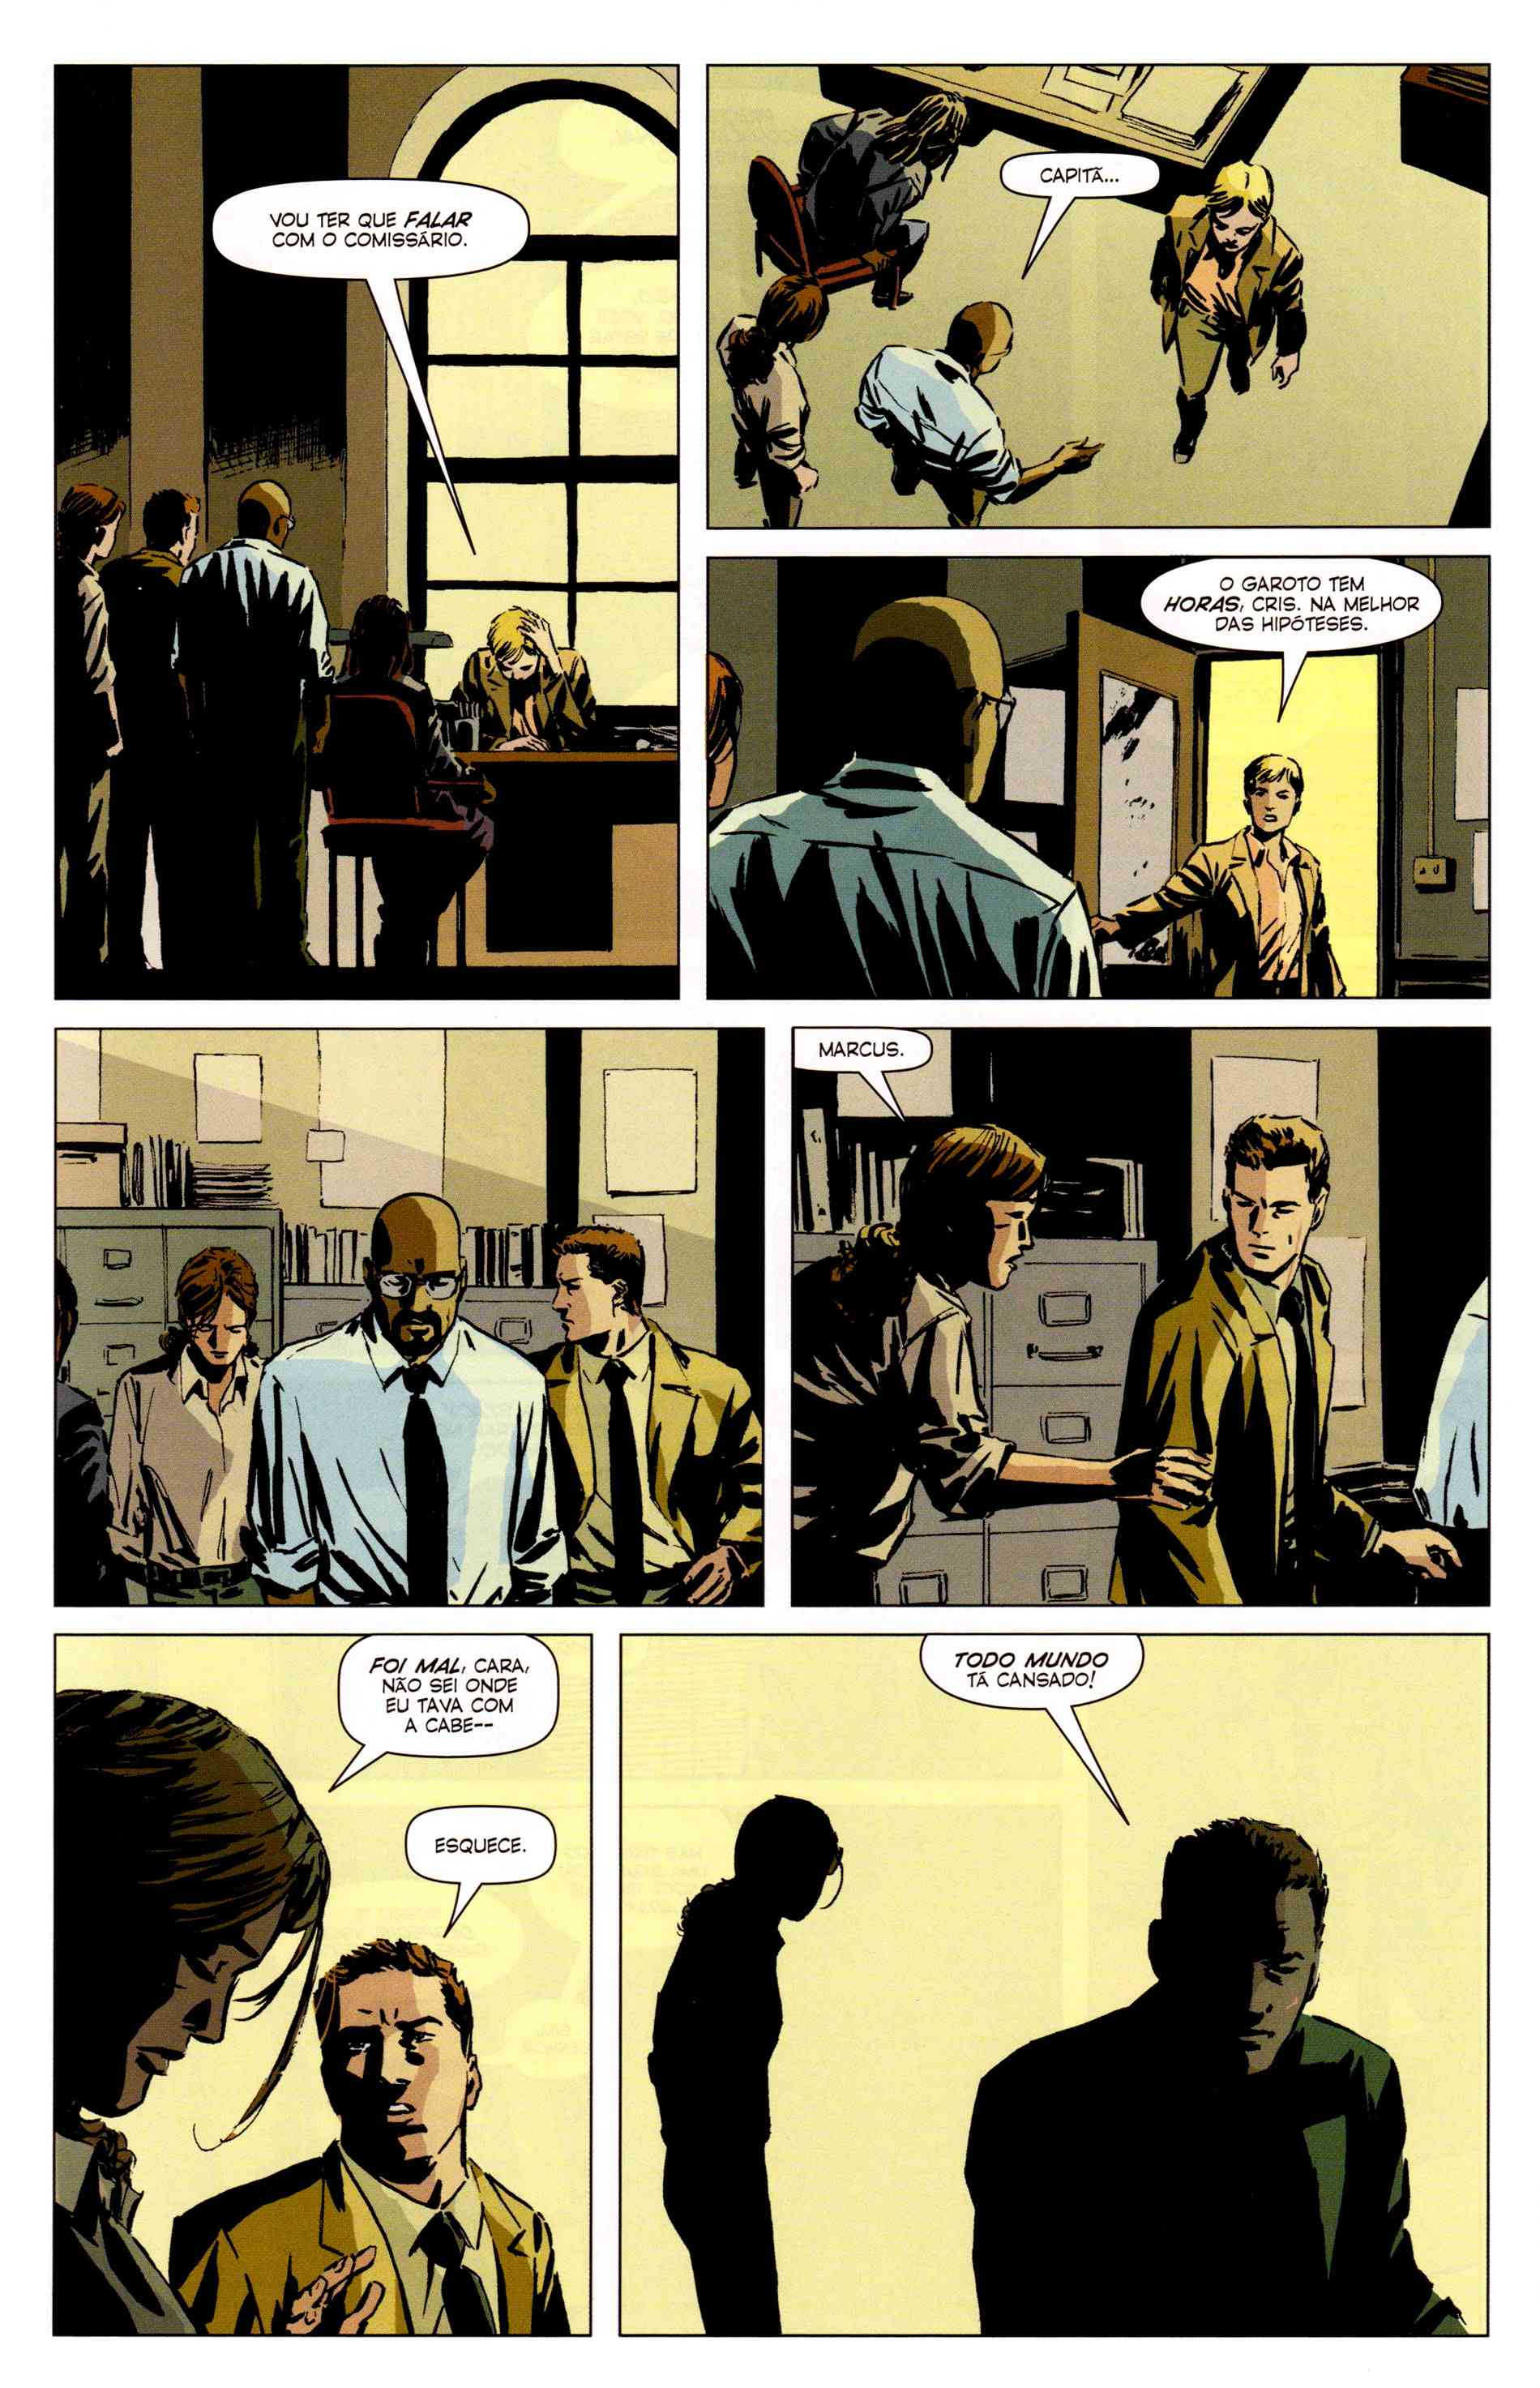 VOU TER QUE FALAR
COM O COMISSÁRIO.
CAPITÃ...
O GAROTO TEM
HORAS, CRIS. NA MELHOR
DAS HIPÓTESES.
MARCUS.
FOI MAL, CARA,
NÃO SEI ONDE
EU TAVA COM
A CABE--
ESQUECE.
TODO MUNDO
TÁ CANSADO!